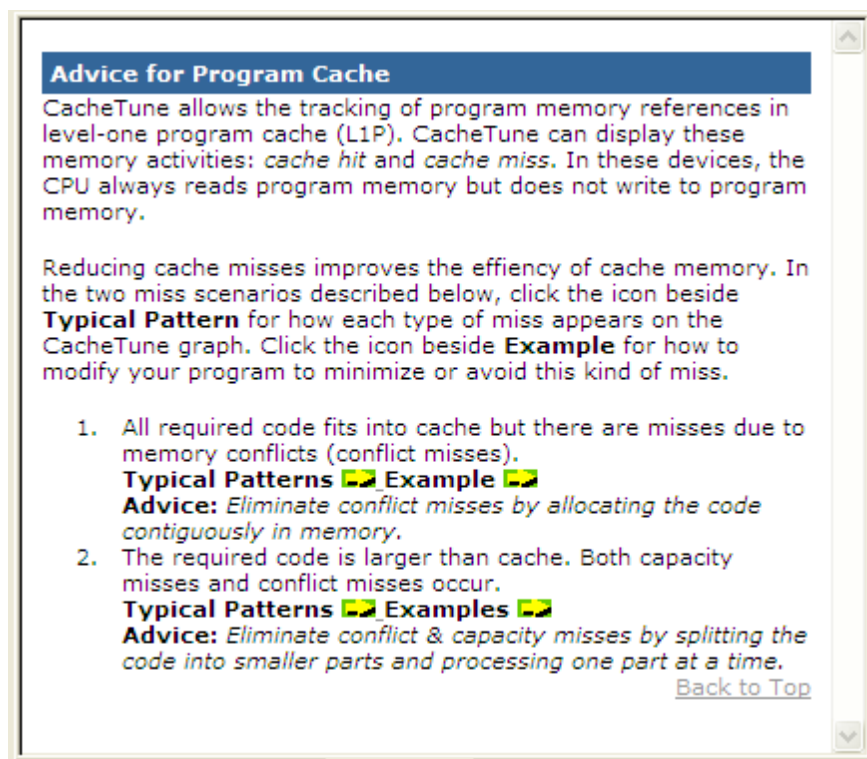 Advice for Program Cache
CacheTune allows the tracking of program memory references in
level-one program cache (L1P). CacheTune can display these
memory activities: cache hit and cache miss. In these devices, the
CPU always reads program memory but does not write to program
memory.
Reducing cache misses improves the effiency of cache memory. In
the two miss scenarios described below, click the icon beside
Typical Pattern for how each type of miss appears on the
CacheTune graph. Click the icon beside Example for how to
modify your program to minimize or avoid this kind of miss.
1. All required code fits into cache but there are misses due to
memory conflicts (conflict misses).
Typical Patterns Example
Advice: Eliminate conflict misses by allocating the code
contiguously in memory.
2. The required code is larger than cache. Both capacity
misses and conflict misses occur.
Typical Patterns Examples
Advice: Eliminate conflict & capacity misses by splitting the
code into smaller parts and processing one part at a time.
Back to Top